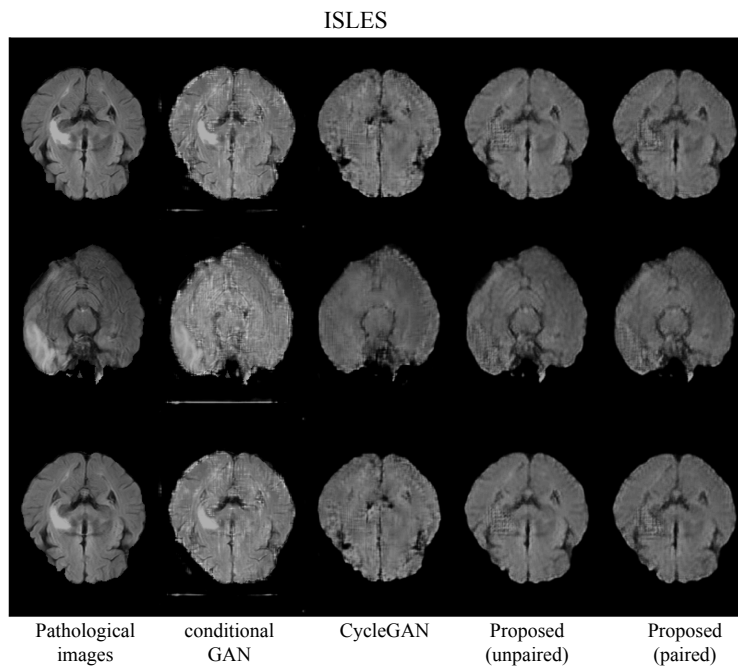 ISLES
Pathological images
conditional GAN
CycleGAN
Proposed (unpaired)
Proposed (paired)